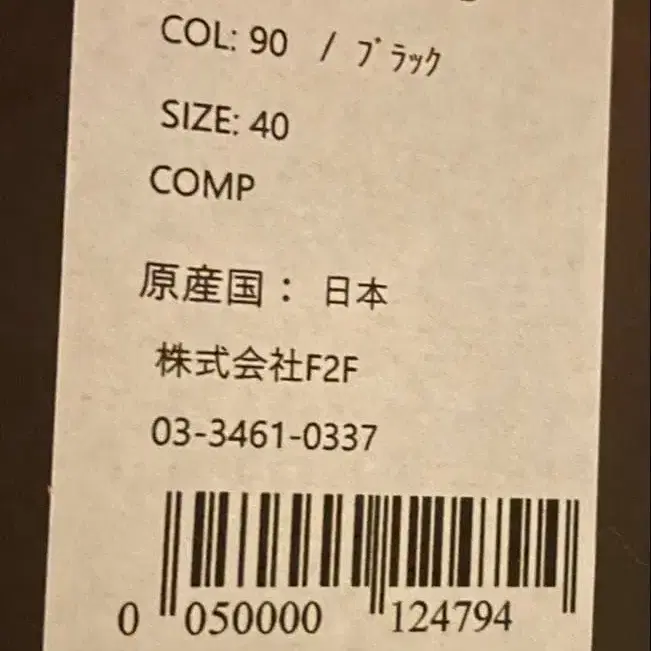 COL: 90 / ﾌﾞﾗｯｸ
SIZE: 40
COMP
原産国： 日本
株式会社F2F
03-3461-0337
0 050000 124794